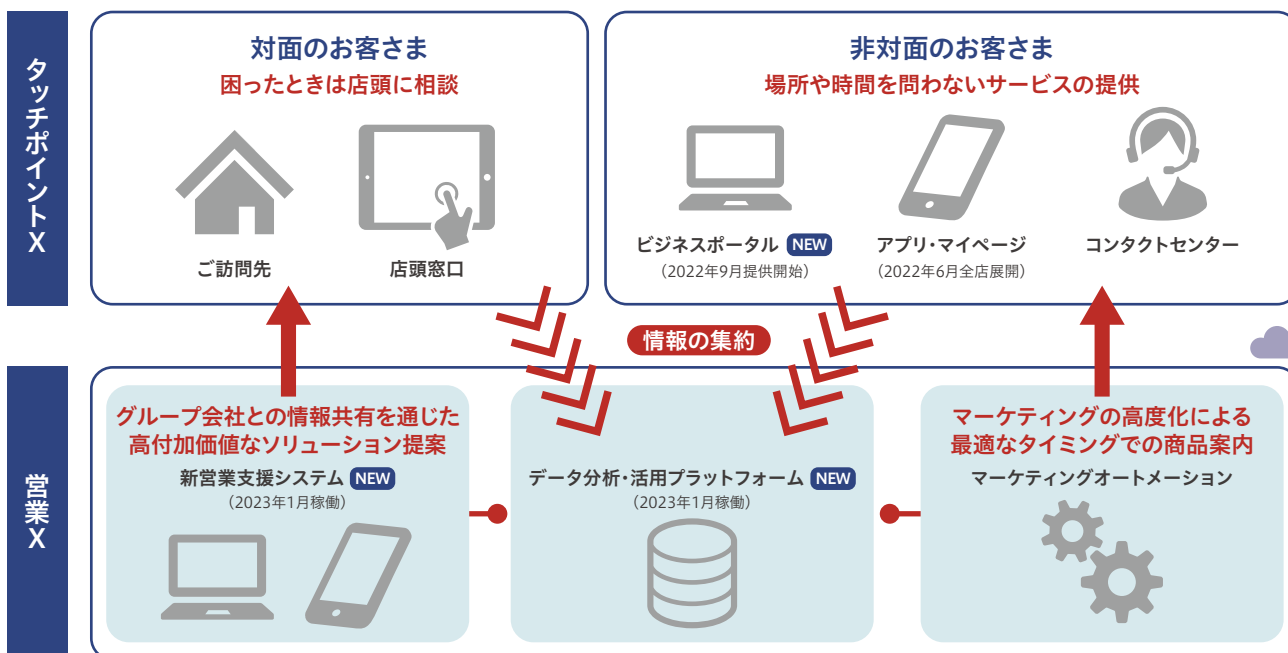 タッチポイントX
対面のお客さま
困ったときは店頭に相談
ご訪問先
店頭窓口
非対面のお客さま
場所や時間を問わないサービスの提供
ビジネスポータル NEW
（2022年9月提供開始）
アプリ・マイページ
（2022年6月全店展開）
コンタクトセンター
情報の集約
営業X
グループ会社との情報共有を通じた
高付加価値なソリューション提案
新営業支援システム NEW
（2023年1月稼働）
データ分析・活用プラットフォーム NEW
（2023年1月稼働）
マーケティングの高度化による
最適なタイミングでの商品案内
マーケティングオートメーション